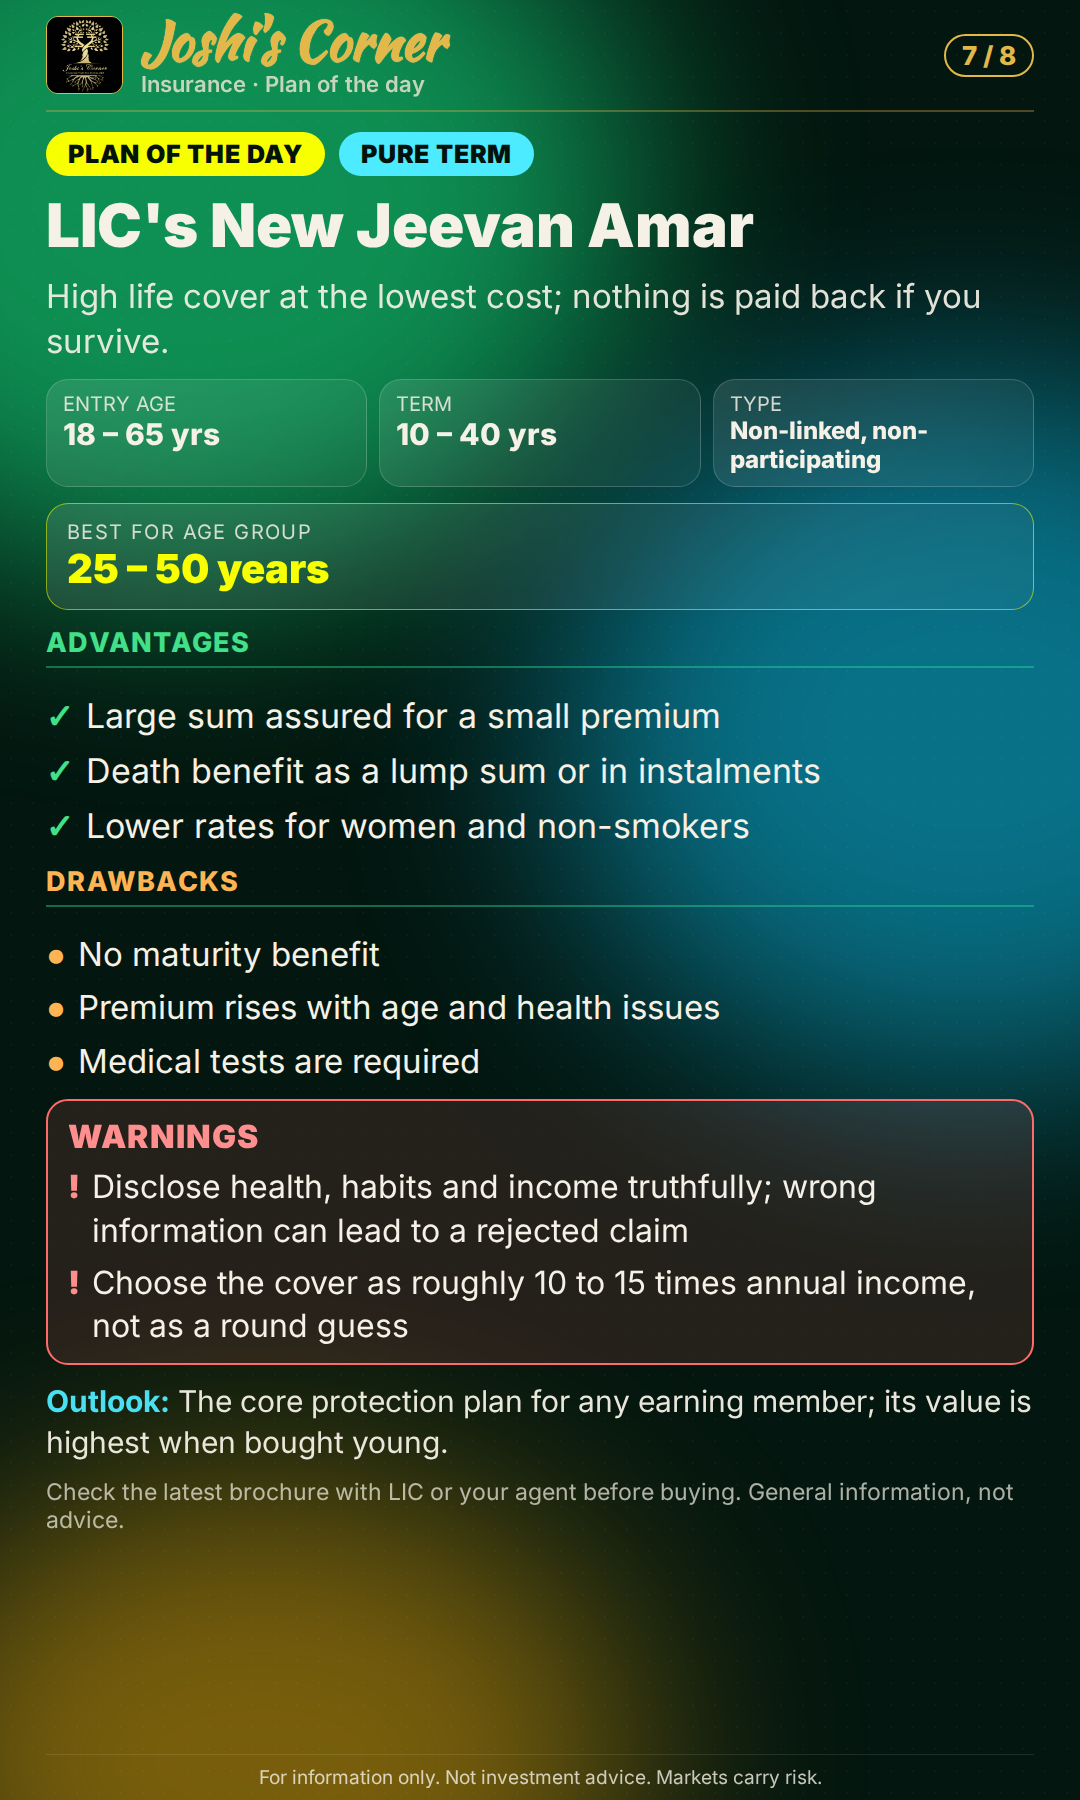 Joshi's Corner
Joshi's Corner
Insurance · Plan of the day
7 / 8
PLAN OF THE DAY
PURE TERM
LIC's New Jeevan Amar
High life cover at the lowest cost; nothing is paid back if you
survive.
ENTRY AGE
18 – 65 yrs
TERM
10 – 40 yrs
TYPE
Non-linked, non-
participating
BEST FOR AGE GROUP
25 – 50 years
ADVANTAGES
✓ Large sum assured for a small premium
✓ Death benefit as a lump sum or in instalments
✓ Lower rates for women and non-smokers
DRAWBACKS
● No maturity benefit
● Premium rises with age and health issues
● Medical tests are required
WARNINGS
! Disclose health, habits and income truthfully; wrong
information can lead to a rejected claim
! Choose the cover as roughly 10 to 15 times annual income,
not as a round guess
Outlook: The core protection plan for any earning member; its value is
highest when bought young.
Check the latest brochure with LIC or your agent before buying. General information, not
advice.
For information only. Not investment advice. Markets carry risk.